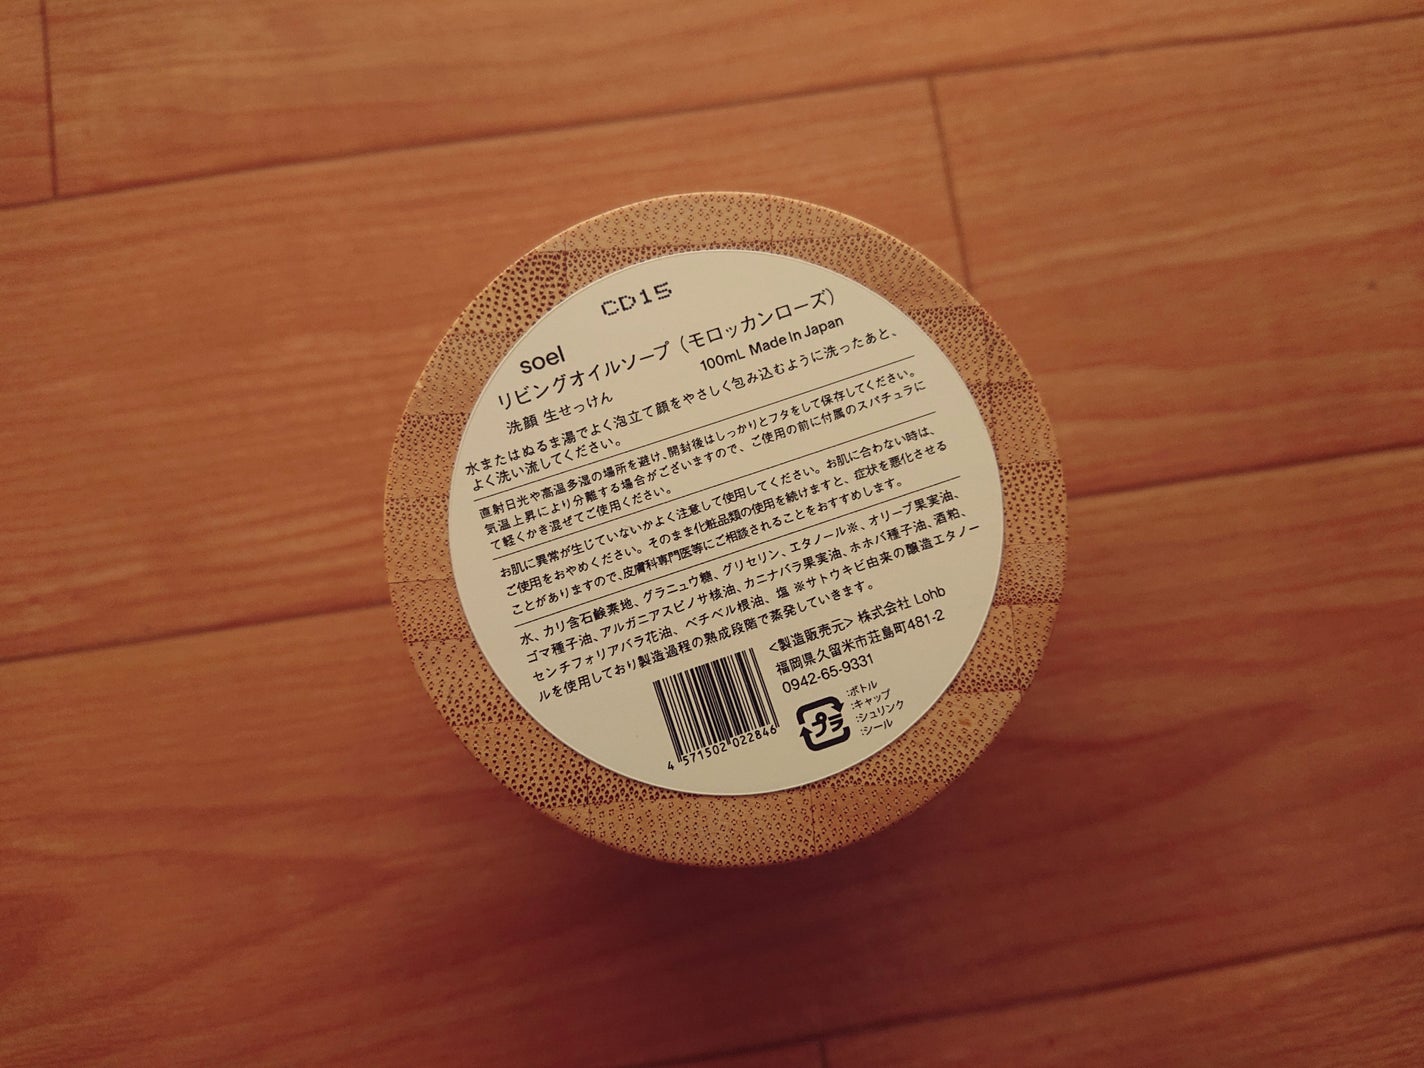 CD15
soel
リビングオイルソープ（モロッカンローズ）
洗顔 生せっけん
100mL Made In Japan
水またはぬるま湯でよく泡立て顔をやさしく包み込むように洗ったあと、
よく洗い流してください。
直射日光や高温多湿の場所を避け、開封後はしっかりとフタをして保存してください。
気温上昇により分離する場合がございますので、ご使用の前に付属のスパチュラに
て軽くかき混ぜてご使用ください。
お肌に異常が生じていないかよく注意して使用してください。お肌に合わない時は、
ご使用をおやめください。そのまま化粧品類の使用を続けますと、症状を悪化させる
ことがありますので、皮膚科専門医等にご相談されることをおすすめします。
水、カリ含石鹸素地、グラニュウ糖、グリセリン、エタノール※、オリーブ果実油、
ゴマ種子油、アルガニアスピノサ核油、カニナバラ果実油、ホホバ種子油、酒粕、
センチフォリアバラ花油、ベチベル根油、塩 ※サトウキビ由来の醸造エタノー
ルを使用しており製造過程の熟成段階で蒸発していきます。
<製造販売元> 株式会社 Lohb
福岡県久留米市荘島町481-2
0942-65-9331
4 571502 022846
プラ
:ボトル
:キャップ
:シュリンク
:シール